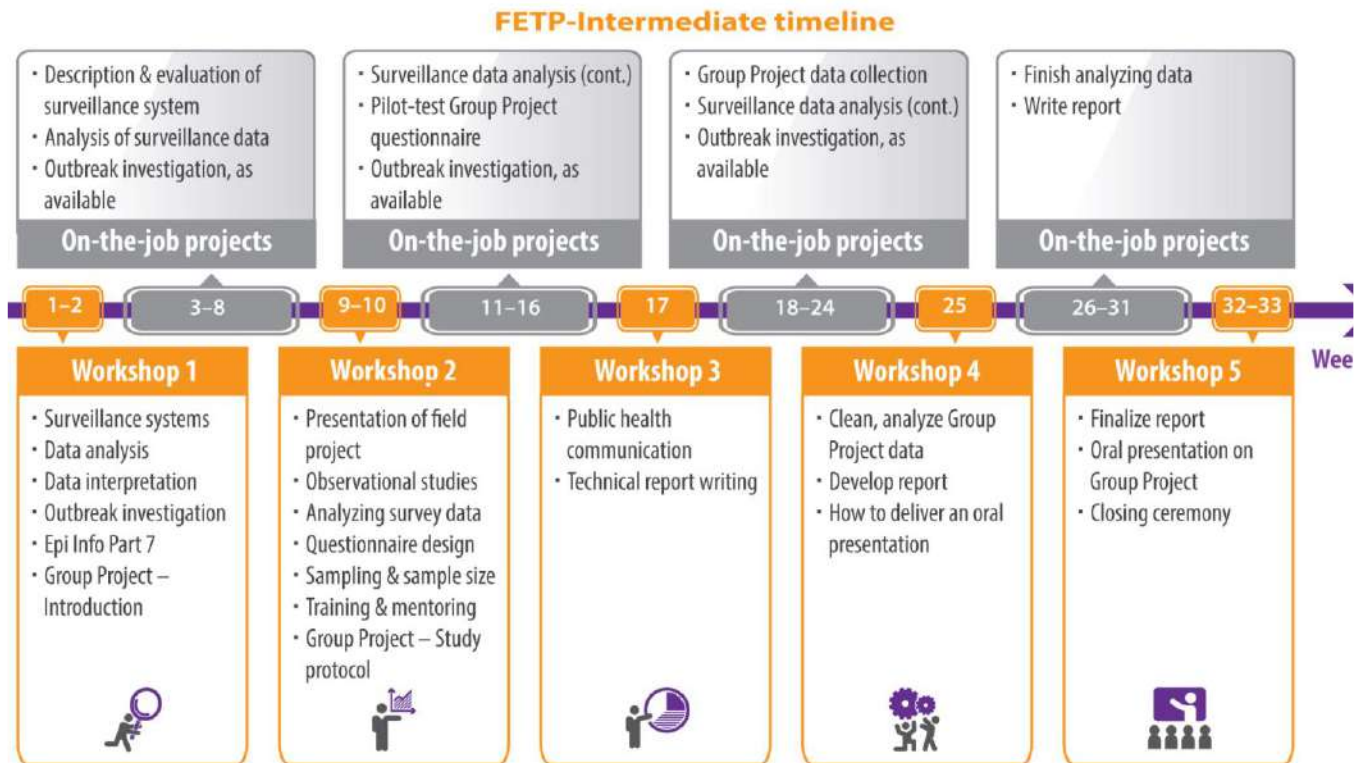 FETP-Intermediate timeline
· Description & evaluation of
surveillance system
· Analysis of surveillance data
· Outbreak investigation, as
available
On-the-job projects
· Surveillance data analysis (cont.)
· Pilot-test Group Project
questionnaire
· Outbreak investigation, as
available
On-the-job projects
· Group Project data collection
· Surveillance data analysis (cont.)
· Outbreak investigation, as
available
On-the-job projects
· Finish analyzing data
· Write report
On-the-job projects
1–2
3–8
9–10
11–16
17
18–24
25
26–31
32–33
Wee
Workshop 1
· Surveillance systems
· Data analysis
· Data interpretation
· Outbreak investigation
· Epi Info Part 7
· Group Project –
Introduction
Workshop 2
· Presentation of field
project
· Observational studies
· Analyzing survey data
· Questionnaire design
· Sampling & sample size
· Training & mentoring
· Group Project – Study
protocol
Workshop 3
· Public health
communication
· Technical report writing
Workshop 4
· Clean, analyze Group
Project data
· Develop report
· How to deliver an oral
presentation
Workshop 5
· Finalize report
· Oral presentation on
Group Project
· Closing ceremony